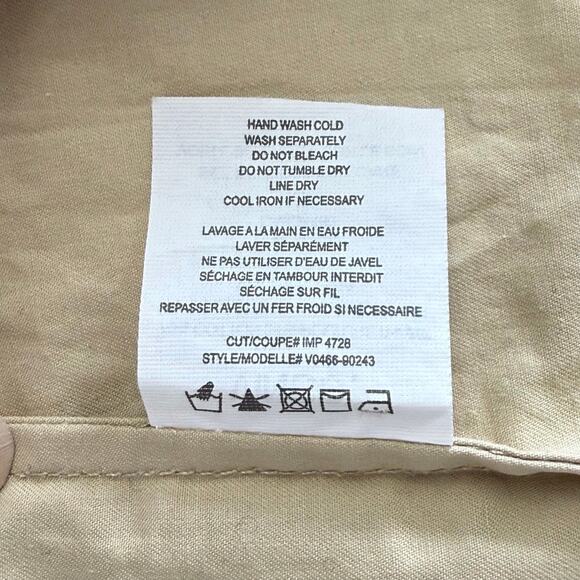 HAND WASH COLD
WASH SEPARATELY
DO NOT BLEACH
DO NOT TUMBLE DRY
LINE DRY
COOL IRON IF NECESSARY
LAVAGE A LA MAIN EN EAU FROIDE
LAVER SÉPARÉMENT
NE PAS UTILISER D'EAU DE JAVEL
SÉCHAGE EN TAMBOUR INTERDIT
SÉCHAGE SUR FIL
REPASSER AVEC UN FER FROID SI NECESSAIRE
CUT/COUPE# IMP 4728
STYLE/MODELLE# V0466-90243